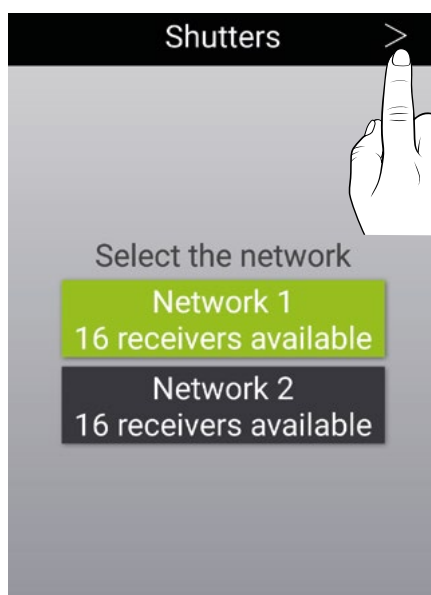 Shutters >
Select the network
Network 1
16 receivers available
Network 2
16 receivers available